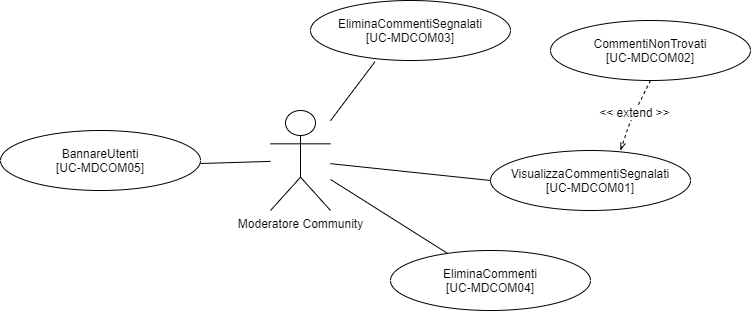 EliminaCommentiSegnalati
[UC-MDCOM03]
CommentiNonTrovati
[UC-MDCOM02]
<< extend >>
BannareUtenti
[UC-MDCOM05]
VisualizzaCommentiSegnalati
[UC-MDCOM01]
Moderatore Community
EliminaCommenti
[UC-MDCOM04]